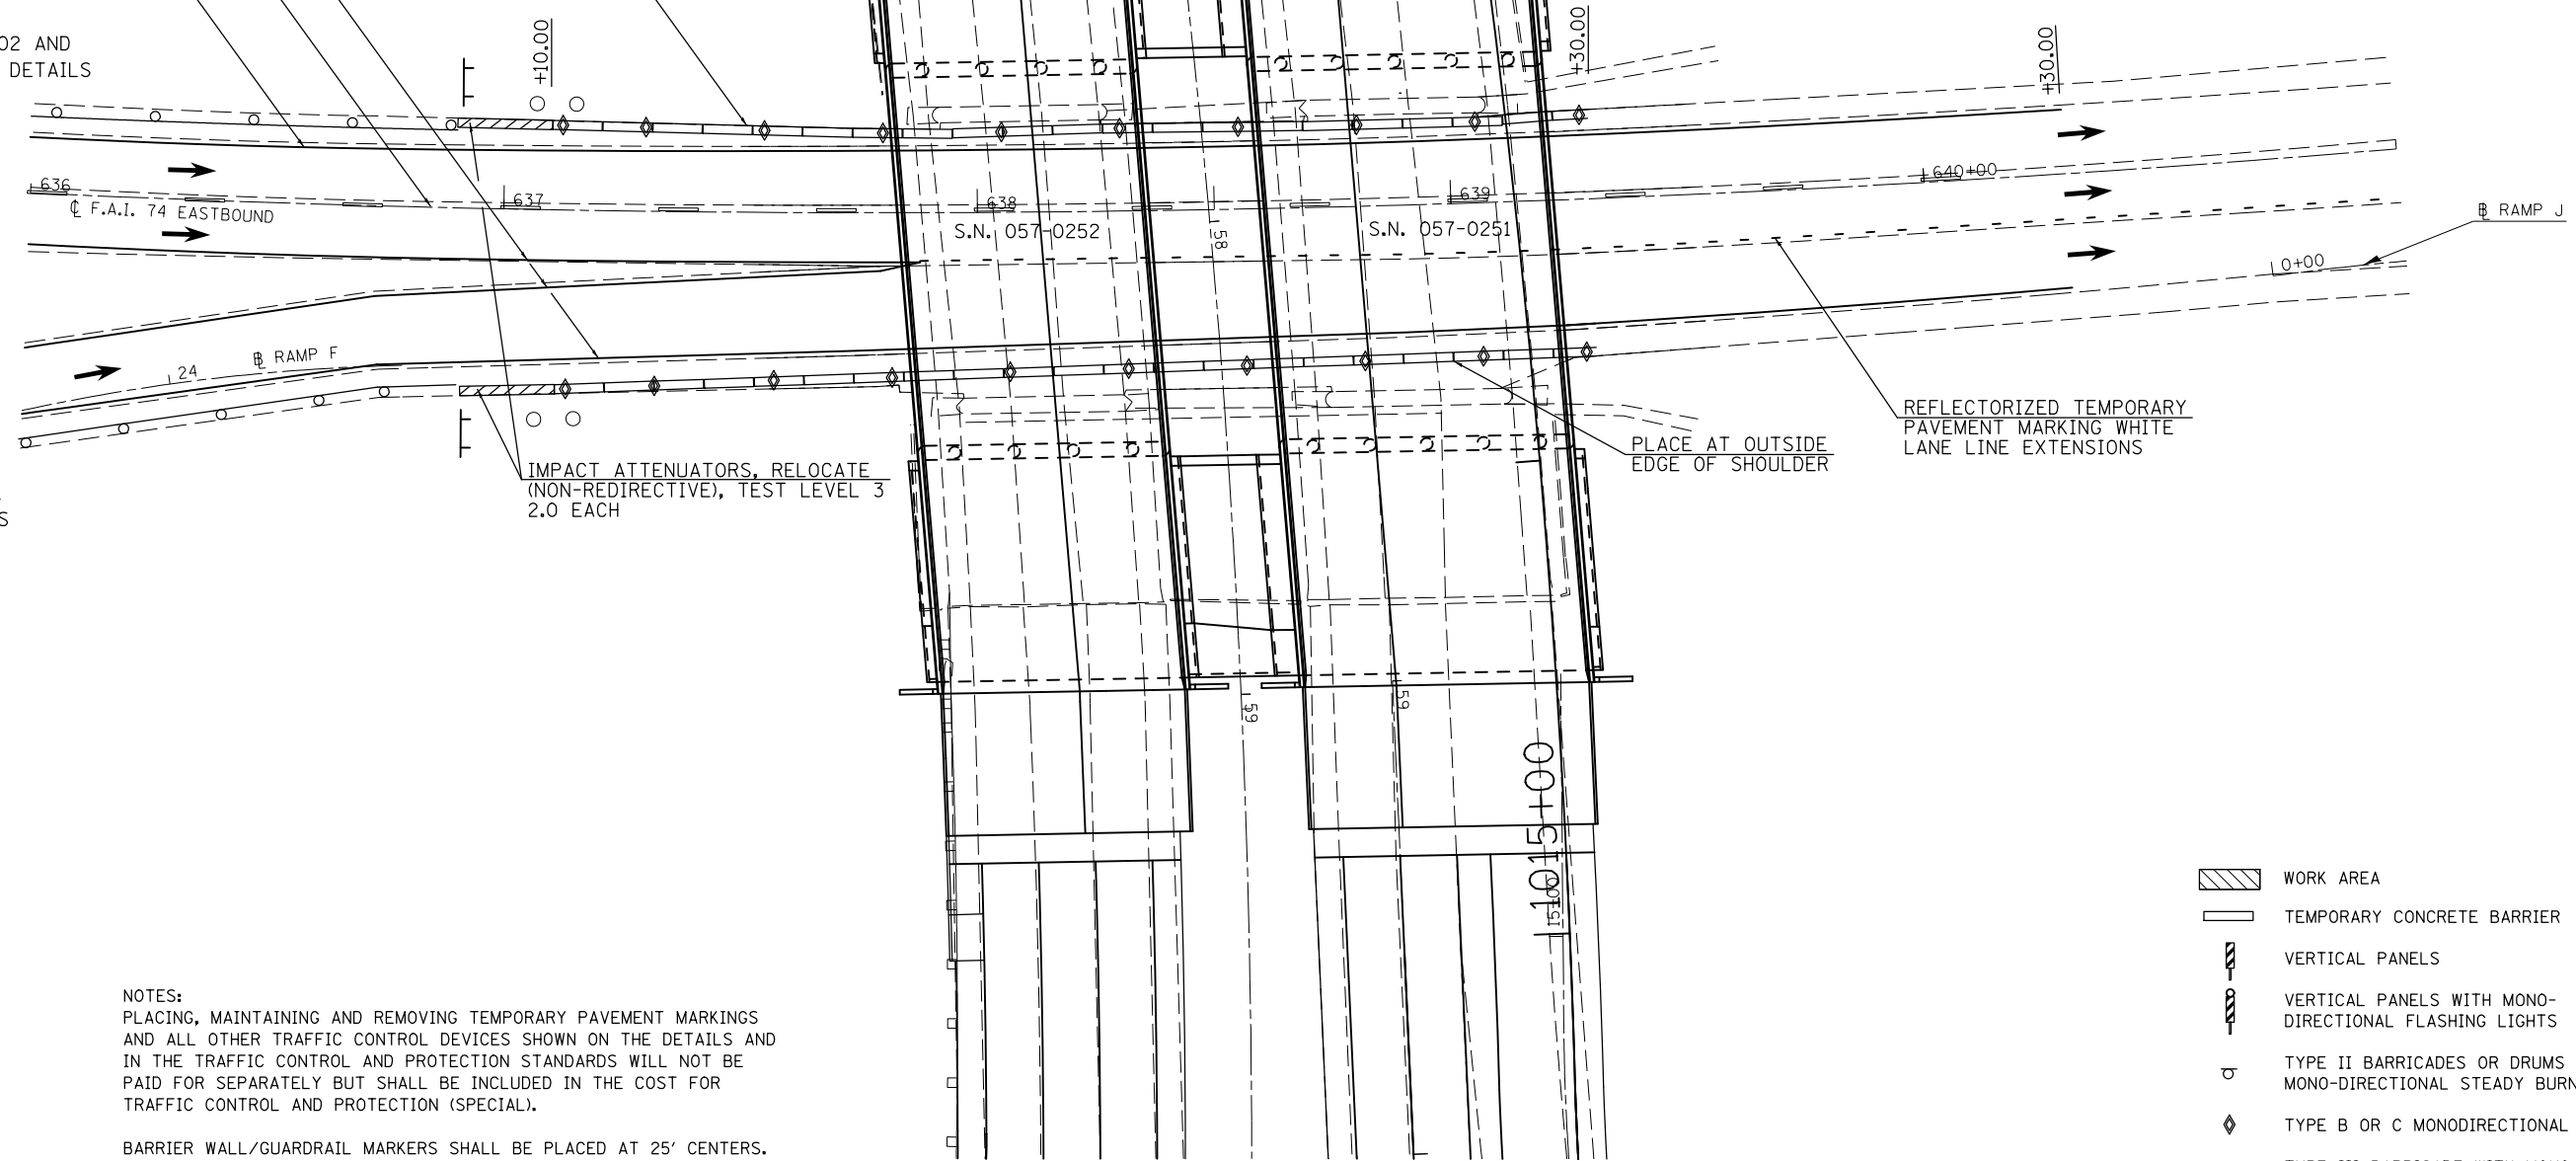 02 AND
DETAILS
+10.00
+30.00
+30.00
636
℄ F.A.I. 74 EASTBOUND
637
638
639
640+00
S.N. 057-0252
S.N. 057-0251
58
℄ RAMP J
0+00
24
℄ RAMP F
IMPACT ATTENUATORS, RELOCATE
(NON-REDIRECTIVE), TEST LEVEL 3
2.0 EACH
S
PLACE AT OUTSIDE
EDGE OF SHOULDER
REFLECTORIZED TEMPORARY
PAVEMENT MARKING WHITE
LANE LINE EXTENSIONS
59
59
1015+00
15+00
WORK AREA
TEMPORARY CONCRETE BARRIER
VERTICAL PANELS
VERTICAL PANELS WITH MONO-
DIRECTIONAL FLASHING LIGHTS
TYPE II BARRICADES OR DRUMS
MONO-DIRECTIONAL STEADY BURN
TYPE B OR C MONODIRECTIONAL
NOTES:
PLACING, MAINTAINING AND REMOVING TEMPORARY PAVEMENT MARKINGS
AND ALL OTHER TRAFFIC CONTROL DEVICES SHOWN ON THE DETAILS AND
IN THE TRAFFIC CONTROL AND PROTECTION STANDARDS WILL NOT BE
PAID FOR SEPARATELY BUT SHALL BE INCLUDED IN THE COST FOR
TRAFFIC CONTROL AND PROTECTION (SPECIAL).
BARRIER WALL/GUARDRAIL MARKERS SHALL BE PLACED AT 25' CENTERS.